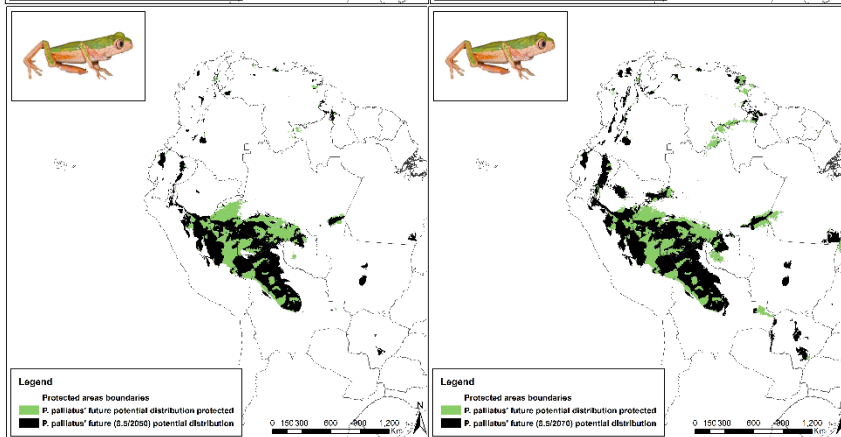 Legend
Protected areas boundaries
P. palliatus' future potential distribution protected
P. palliatus' future (8.5/2050) potential distribution
N
0 150 300 600 900 1,200
Km
Legend
Protected areas boundaries
P. palliatus' future potential distribution protected
P. palliatus' future (8.5/2070) potential distribution
N
0 150 300 600 900 1,200
Km